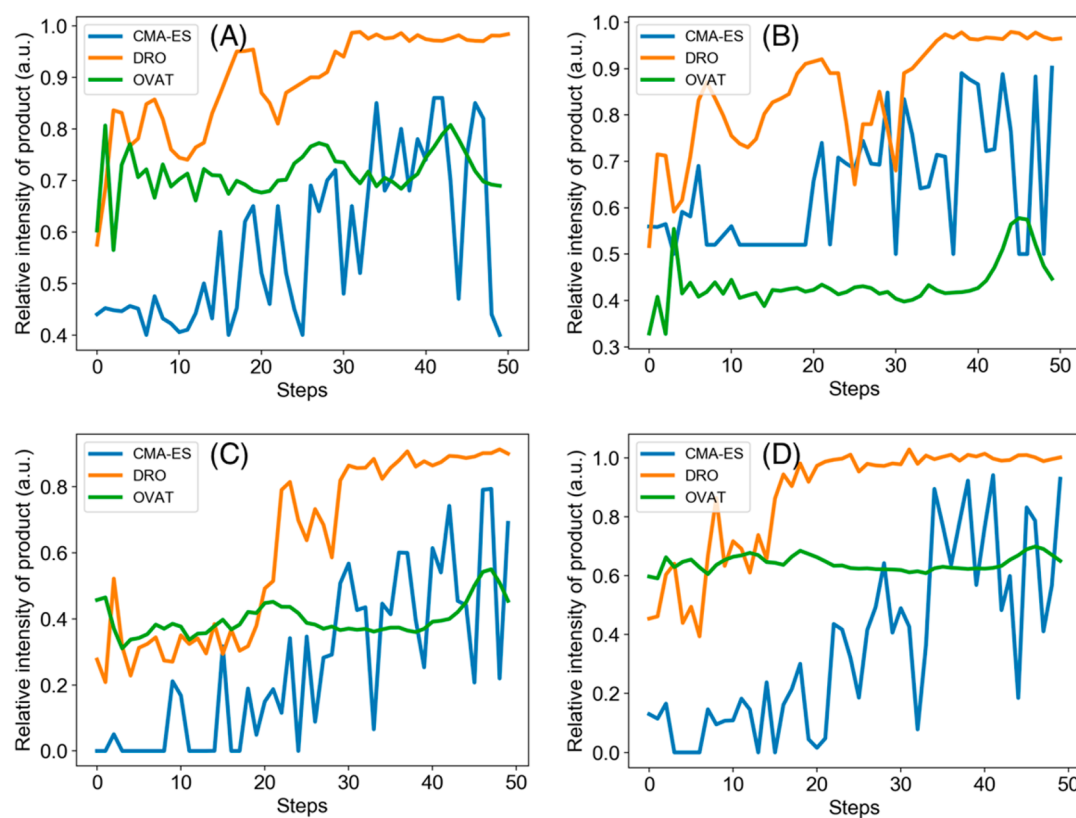 (A)
CMA-ES
DRO
OVAT
Relative intensity of product (a.u.)
1.0
0.9
0.8
0.7
0.6
0.5
0.4
0 10 20 30 40 50
Steps
(B)
CMA-ES
DRO
OVAT
Relative intensity of product (a.u.)
1.0
0.9
0.8
0.7
0.6
0.5
0.4
0.3
0 10 20 30 40 50
Steps
(C)
CMA-ES
DRO
OVAT
Relative intensity of product (a.u.)
0.8
0.6
0.4
0.2
0.0
0 10 20 30 40 50
Steps
(D)
CMA-ES
DRO
OVAT
Relative intensity of product (a.u.)
1.0
0.8
0.6
0.4
0.2
0.0
0 10 20 30 40 50
Steps